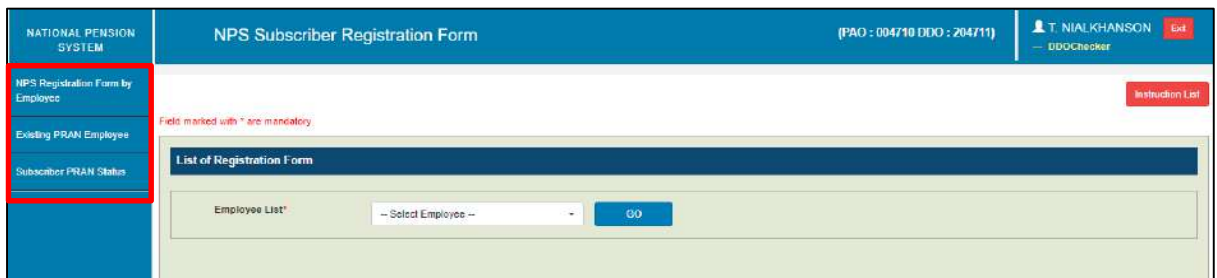 NATIONAL PENSION
SYSTEM
NPS Subscriber Registration Form
(PAO : 004710 DDO : 204711)
T. NIALKHANSON
Exit
— DDOChecker
NPS Registration Form by
Employee
Existing PRAN Employee
Subscriber PRAN Status
Instruction List
Field marked with * are mandatory
List of Registration Form
Employee List*
-- Select Employee --
GO